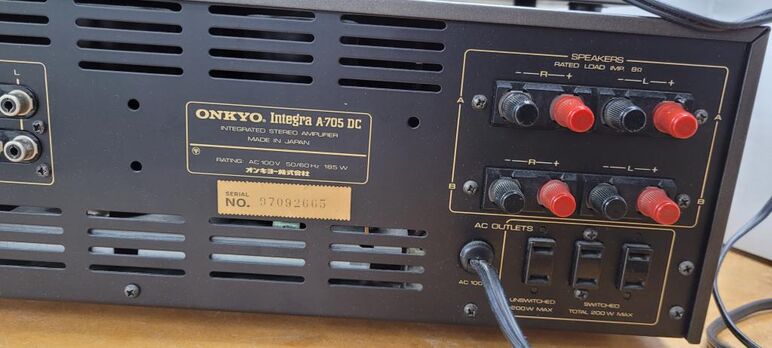 SPEAKERS
RATED LOAD IMP. 8Ω
− R + − L +
A A
L
ONKYO. Integra A-705 DC
INTEGRATED STEREO AMPLIFIER
MADE IN JAPAN
RATING: AC 100V 50/60Hz 185W
オンキヨー株式会社
− R + − L +
B B
SERIAL
NO. 97092665
AC OUTLETS
AC 100
UNSWITCHED SWITCHED
200W MAX TOTAL 200W MAX